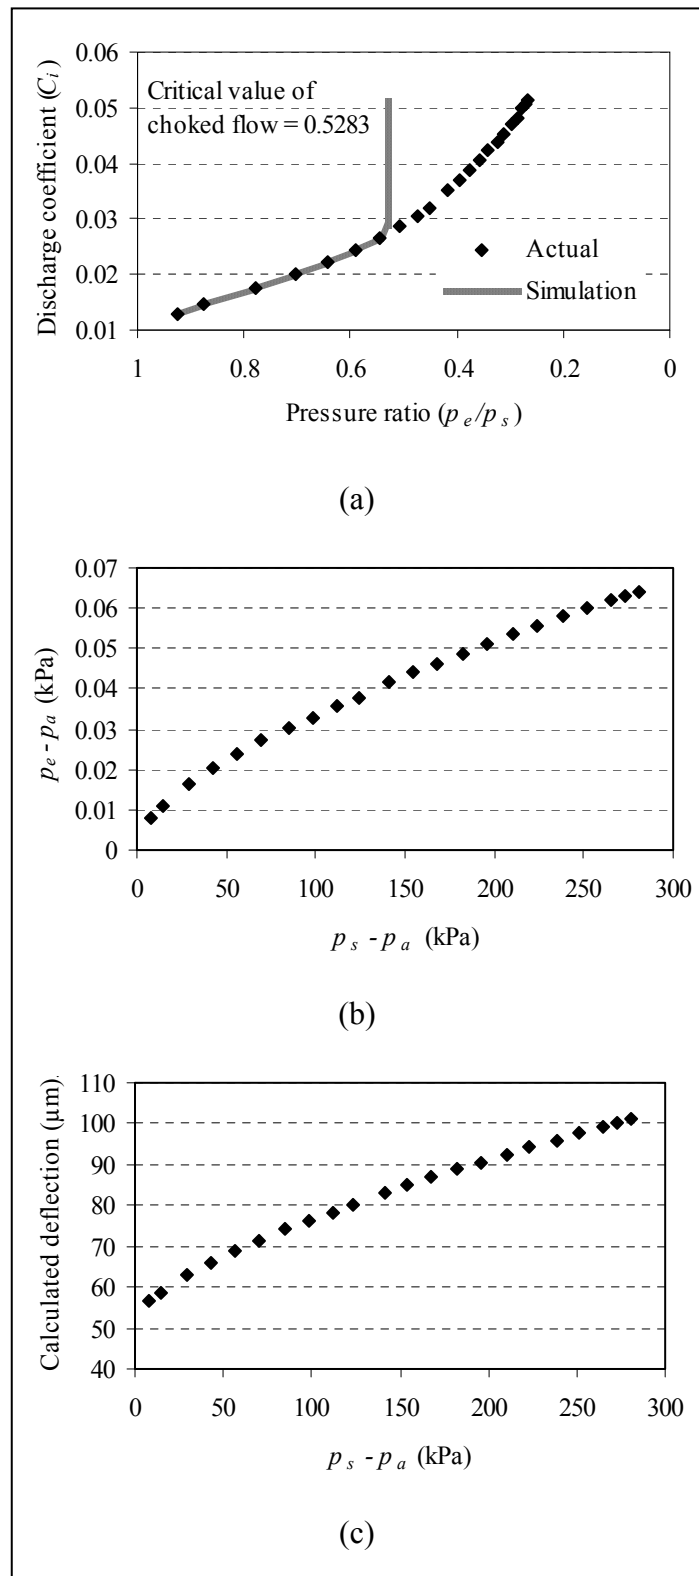 0.06
0.05
0.04
0.03
0.02
0.01
Discharge coefficient (C_i)
Critical value of
choked flow = 0.5283
Actual
Simulation
1 0.8 0.6 0.4 0.2 0
Pressure ratio (p_e/p_s)
(a)
0.07
0.06
0.05
0.04
0.03
0.02
0.01
0
p_e - p_a (kPa)
0 50 100 150 200 250 300
p_s - p_a (kPa)
(b)
110
100
90
80
70
60
50
40
Calculated deflection (μm).
0 50 100 150 200 250 300
p_s - p_a (kPa)
(c)